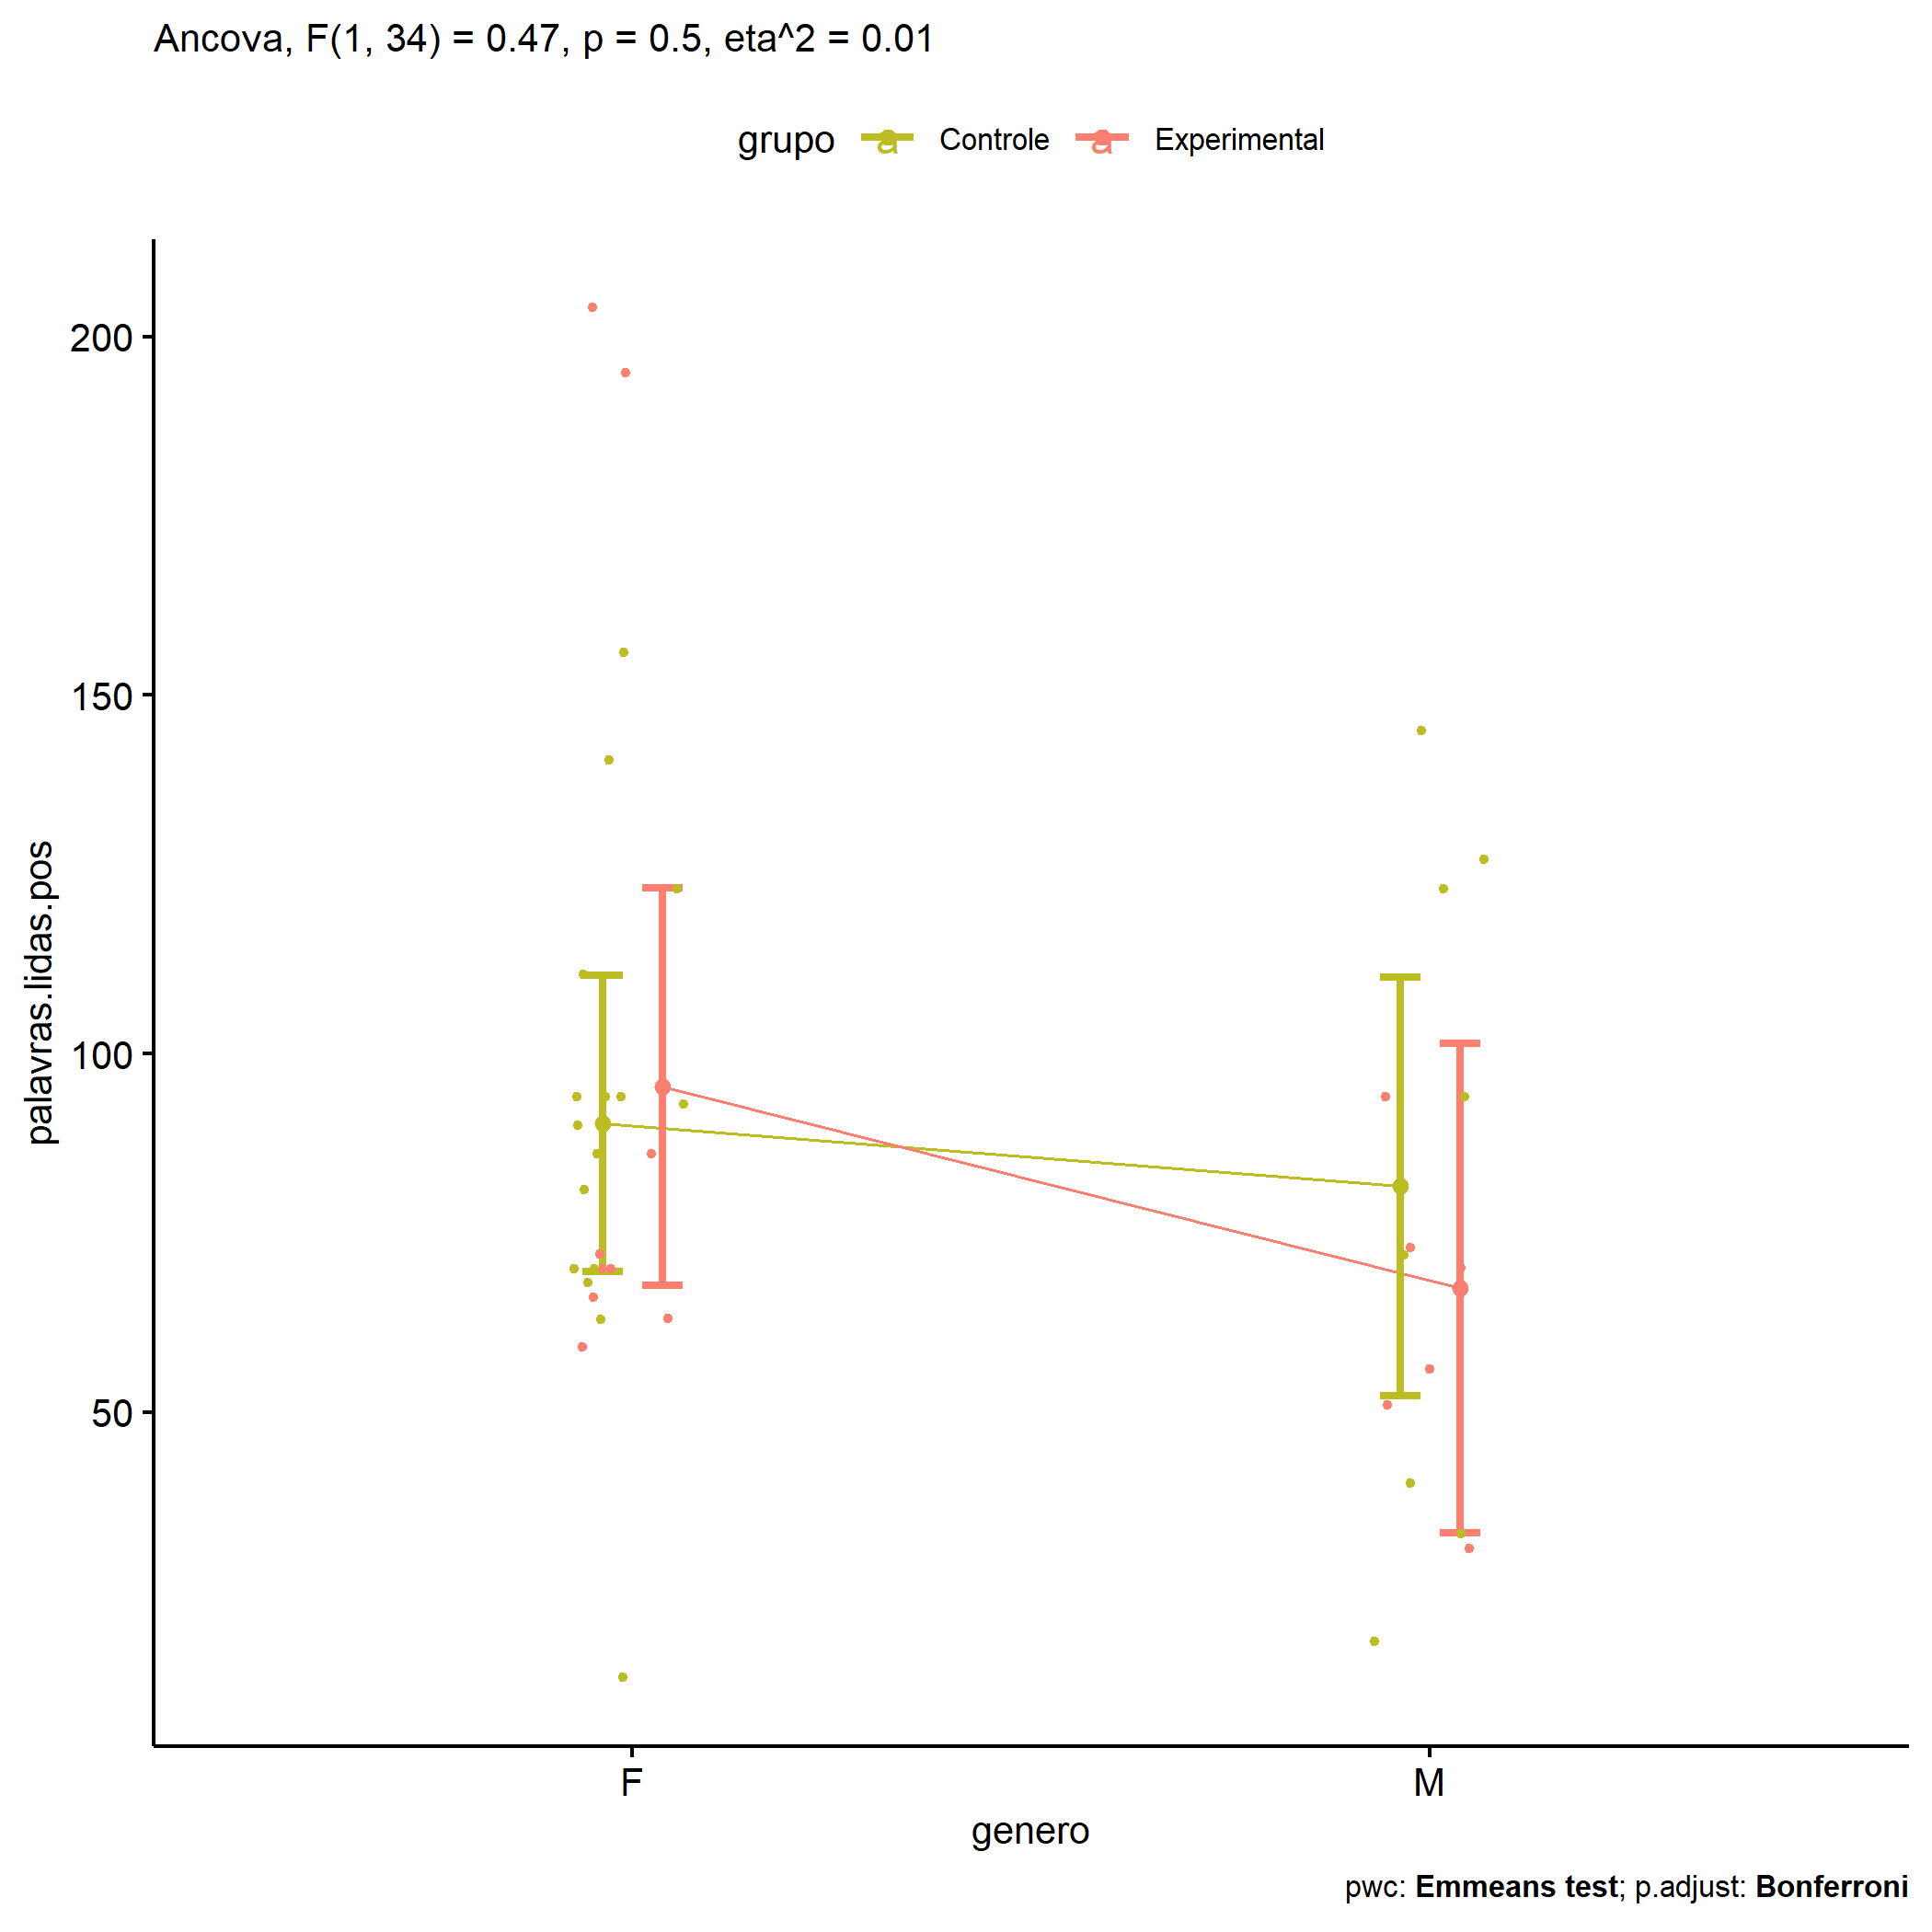 Ancova, F(1, 34) = 0.47, p = 0.5, eta^2 = 0.01
grupo a Controle a Experimental
200
150
100
50
palavras.lidas.pos
F M
genero
pwc: Emmeans test; p.adjust: Bonferroni